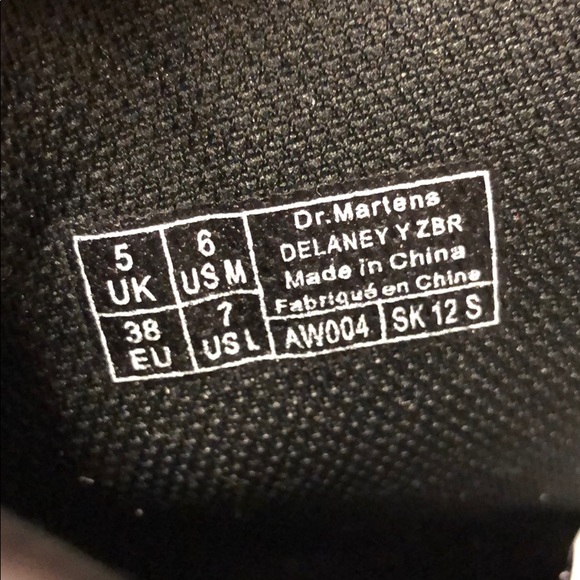 5
UK
6
US M
38
EU
7
US L
Dr.Martens
DELANEY Y ZBR
Made in China
Fabriqué en Chine
AW004
SK 12 S